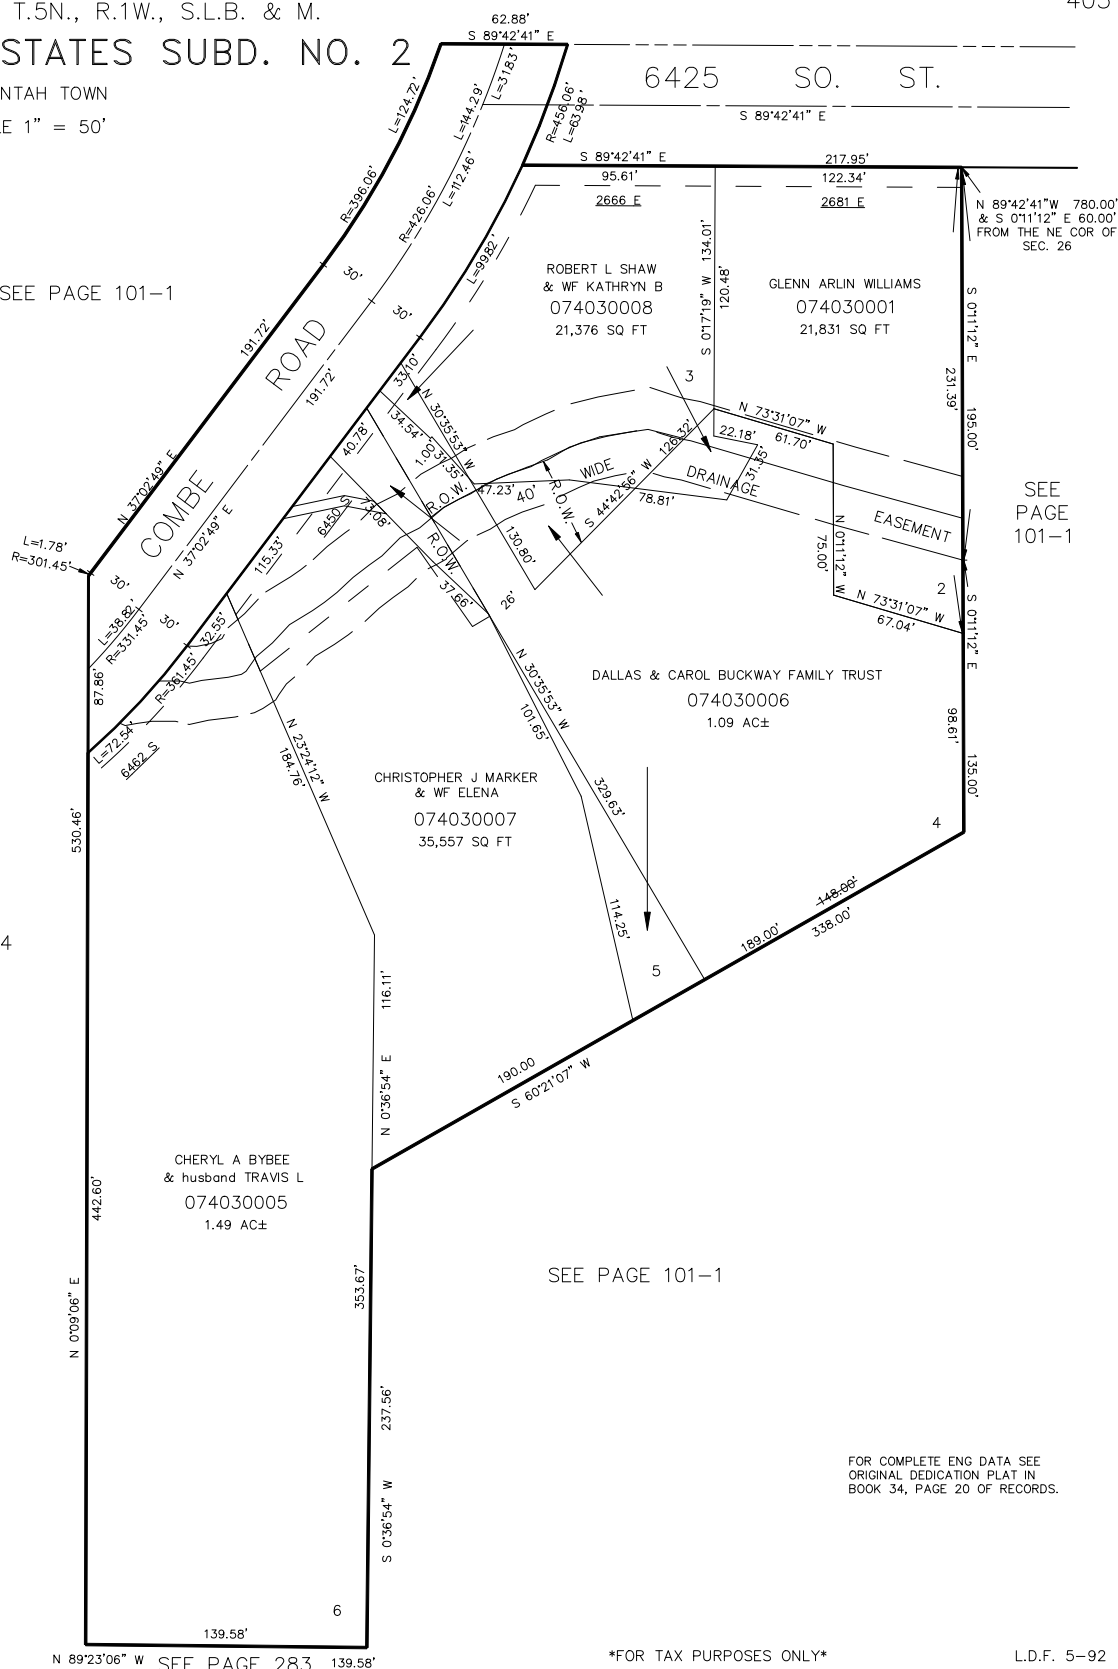 T.5N., R.1W., S.L.B. & M.
STATES SUBD. NO. 2
NTAH TOWN
E 1" = 50'
62.88'
S 89°42'41" E
6425 SO. ST.
S 89°42'41" E
L=124.72'
L=144.29'
L=31.83'
R=456.06'
L=63.98'
S 89°42'41" E
217.95'
95.61'
122.34'
2666 E
2681 E
N 89°42'41"W 780.00'
& S 0°11'12" E 60.00'
FROM THE NE COR OF
SEC. 26
R=396.06'
R=426.06'
L=112.46'
L=99.82'
30'
30'
SEE PAGE 101-1
ROBERT L SHAW
& WF KATHRYN B
074030008
21,376 SQ FT
S 0°17'19" W 134.01'
120.48'
GLENN ARLIN WILLIAMS
074030001
21,831 SQ FT
S 0°11'12" E
231.39'
195.00'
191.72'
COMBE ROAD
191.72'
N 37°02'49" E
N 37°02'49" E
33.10'
34.54'
40.78'
N 30°35'53" W
1.00'
31.35'
3
N 73°31'07" W
61.70'
22.18'
31.35'
126.32'
S 44°42'56" W
WIDE
DRAINAGE
EASEMENT
78.81'
47.23'
40'
R.O.W.
R.O.W.
R.O.W.
6450 S
73.08'
130.80'
SEE
PAGE
101-1
L=1.78'
R=301.45'
30'
115.33'
37.66'
26'
N 0°11'12" W
75.00'
N 73°31'07" W
67.04'
2
S 0°11'12" E
L=38.82'
R=331.45'
30'
32.55'
R=361.45'
87.86'
L=72.54'
6462 S
N 23°24'12" W
184.76'
N 30°35'53" W
101.65'
329.63'
DALLAS & CAROL BUCKWAY FAMILY TRUST
074030006
1.09 AC±
98.61'
135.00'
CHRISTOPHER J MARKER
& WF ELENA
074030007
35,557 SQ FT
4
530.46'
148.00'
338.00'
189.00'
114.25'
4
5
116.11'
N 0°36'54" E
190.00
S 60°21'07" W
CHERYL A BYBEE
& husband TRAVIS L
074030005
1.49 AC±
442.60'
N 0°09'06" E
353.67'
SEE PAGE 101-1
237.56'
S 0°36'54" W
FOR COMPLETE ENG DATA SEE
ORIGINAL DEDICATION PLAT IN
BOOK 34, PAGE 20 OF RECORDS.
6
139.58'
N 89°23'06" W SEE PAGE 283 139.58'
*FOR TAX PURPOSES ONLY*
L.D.F. 5-92